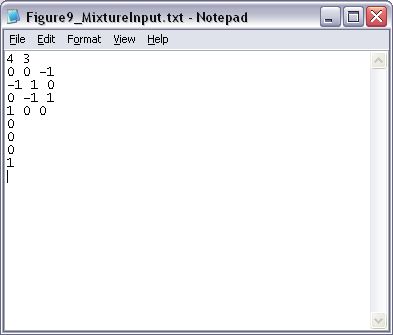 Figure9_MixtureInput.txt - Notepad
File Edit Format View Help
4 3
0 0 -1
-1 1 0
0 -1 1
1 0 0
0
0
0
1